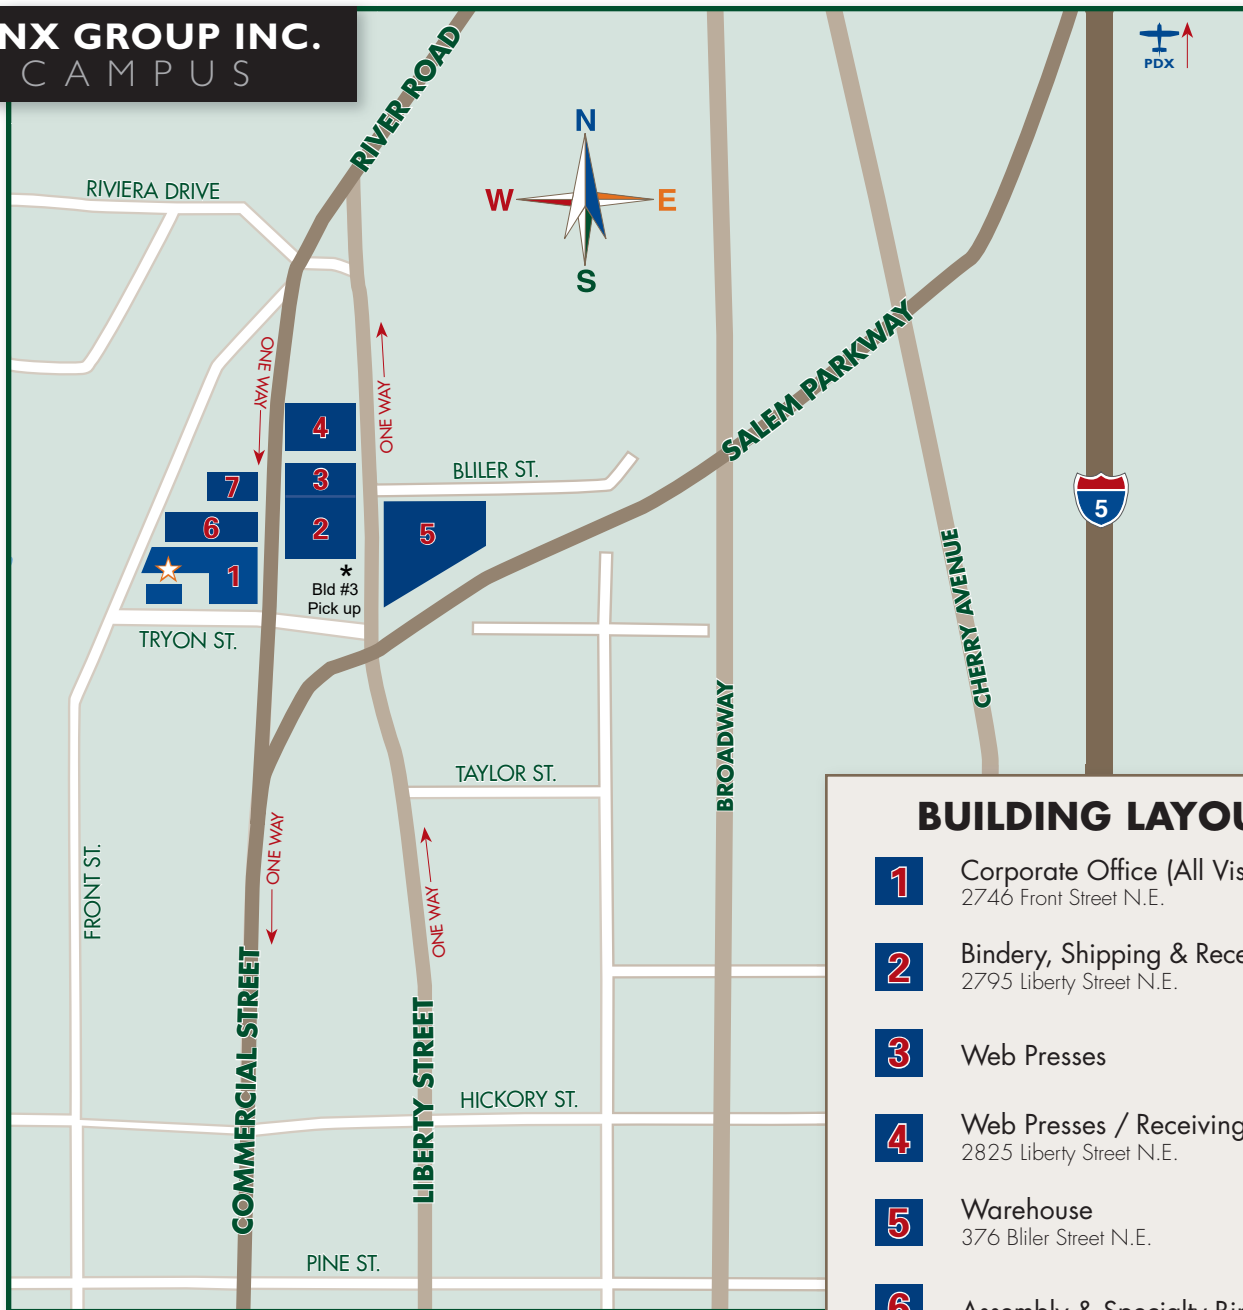 NX GROUP INC.
CAMPUS
PDX
RIVER ROAD
N
W
E
S
RIVIERA DRIVE
ONE WAY
ONE WAY
SALEM PARKWAY
4
3
2
7
6
1
5
BLILER ST.
5
*
Bld #3
Pick up
TRYON ST.
CHERRY AVENUE
BROADWAY
TAYLOR ST.
FRONT ST.
ONE WAY
ONE WAY
COMMERCIAL STREET
LIBERTY STREET
HICKORY ST.
PINE ST.
BUILDING LAYOU
1
Corporate Office (All Vis
2746 Front Street N.E.
2
Bindery, Shipping & Rece
2795 Liberty Street N.E.
3
Web Presses
4
Web Presses / Receiving
2825 Liberty Street N.E.
5
Warehouse
376 Bliler Street N.E.
6
Assembly & Specialty Bi